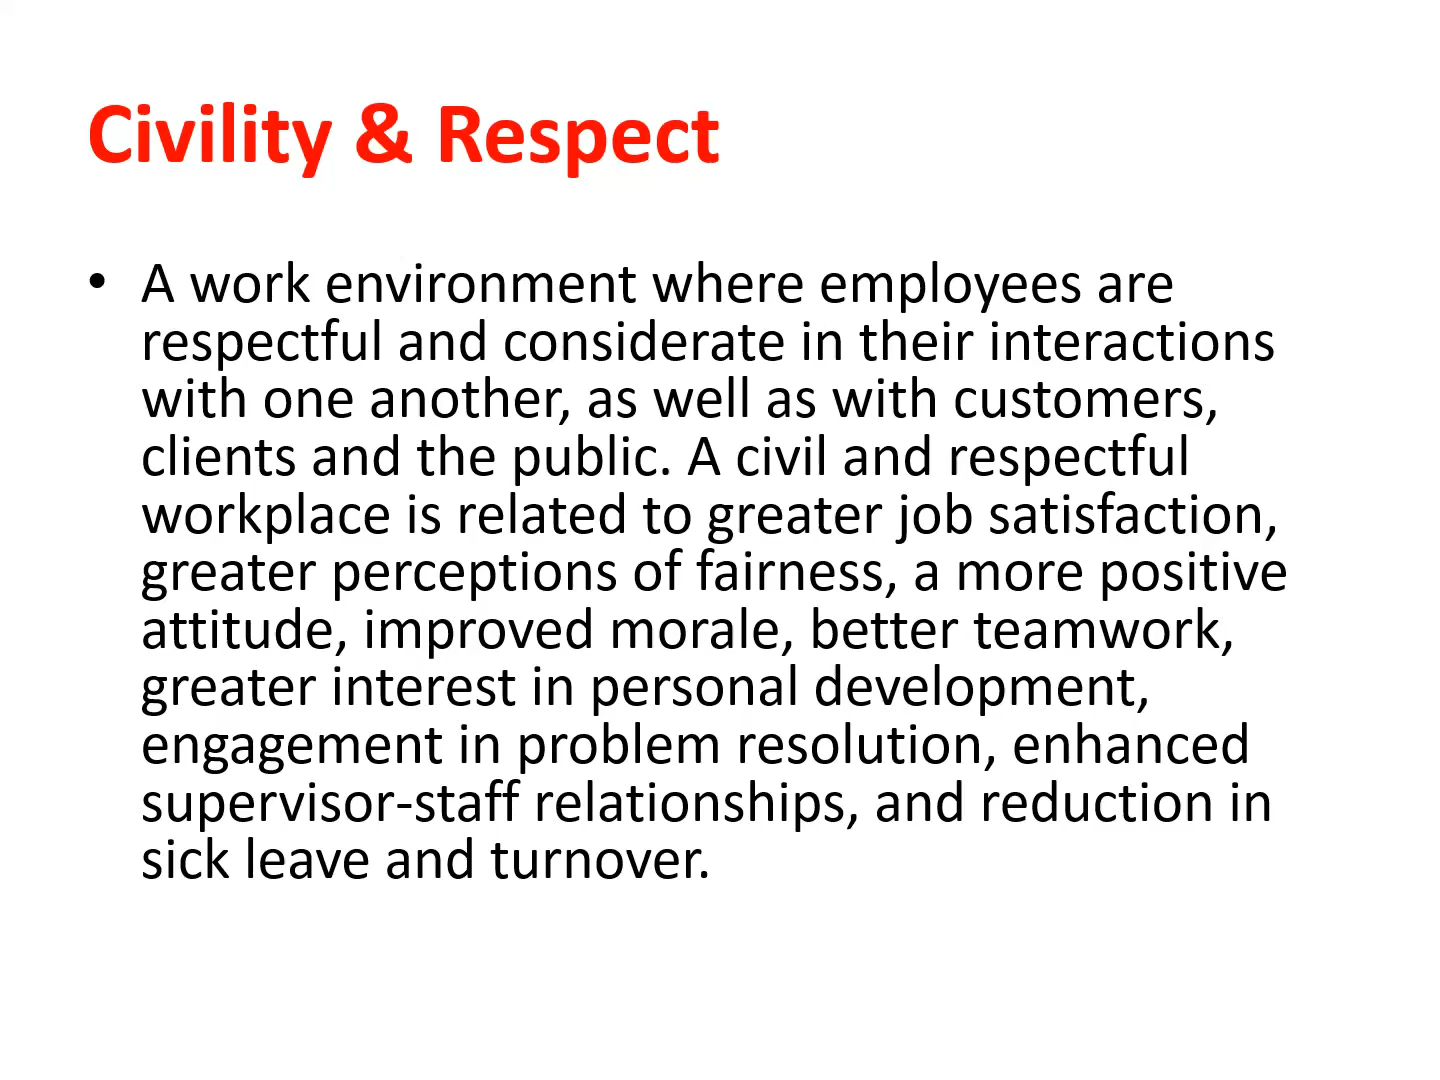 Civility & Respect
• A work environment where employees are
respectful and considerate in their interactions
with one another, as well as with customers,
clients and the public. A civil and respectful
workplace is related to greater job satisfaction,
greater perceptions of fairness, a more positive
attitude, improved morale, better teamwork,
greater interest in personal development,
engagement in problem resolution, enhanced
supervisor-staff relationships, and reduction in
sick leave and turnover.